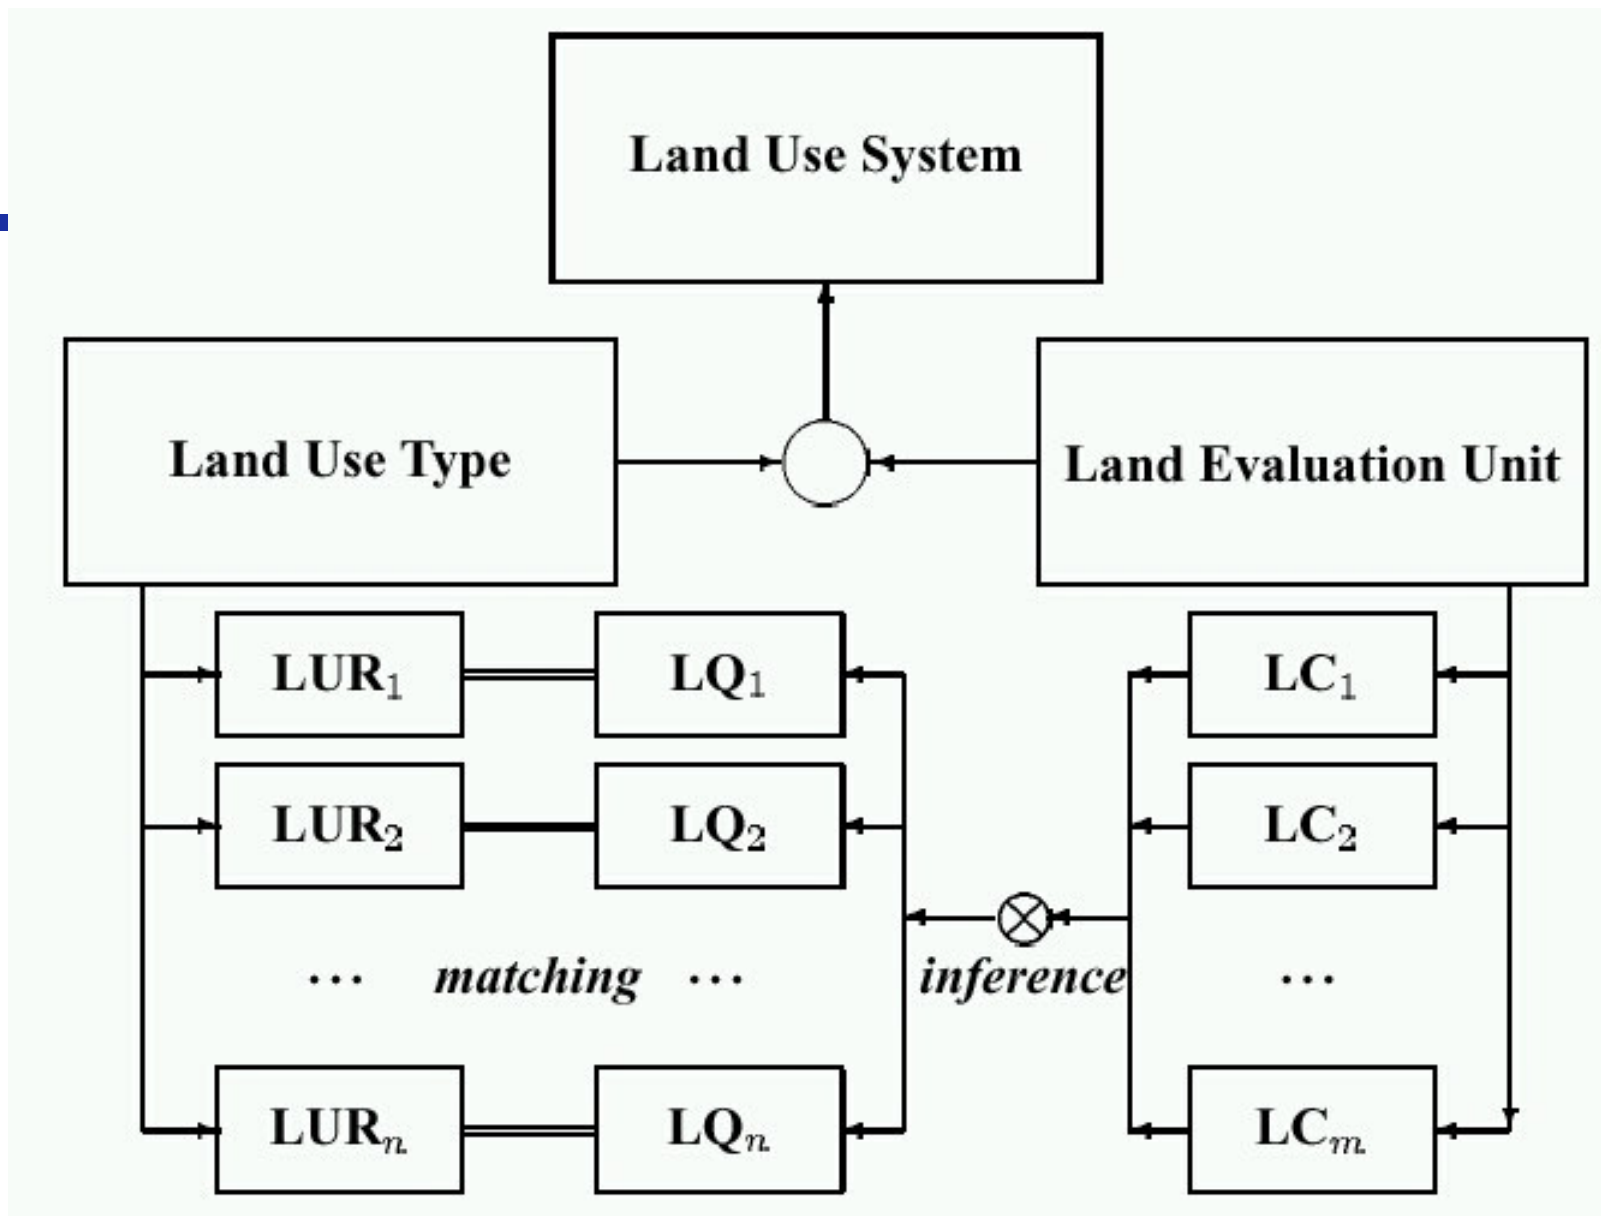 Land Use System
Land Use Type
Land Evaluation Unit
LUR₁ LQ₁ LC₁
LUR₂ LQ₂ LC₂
... matching ... inference ...
LURₙ LQₙ LCₘ